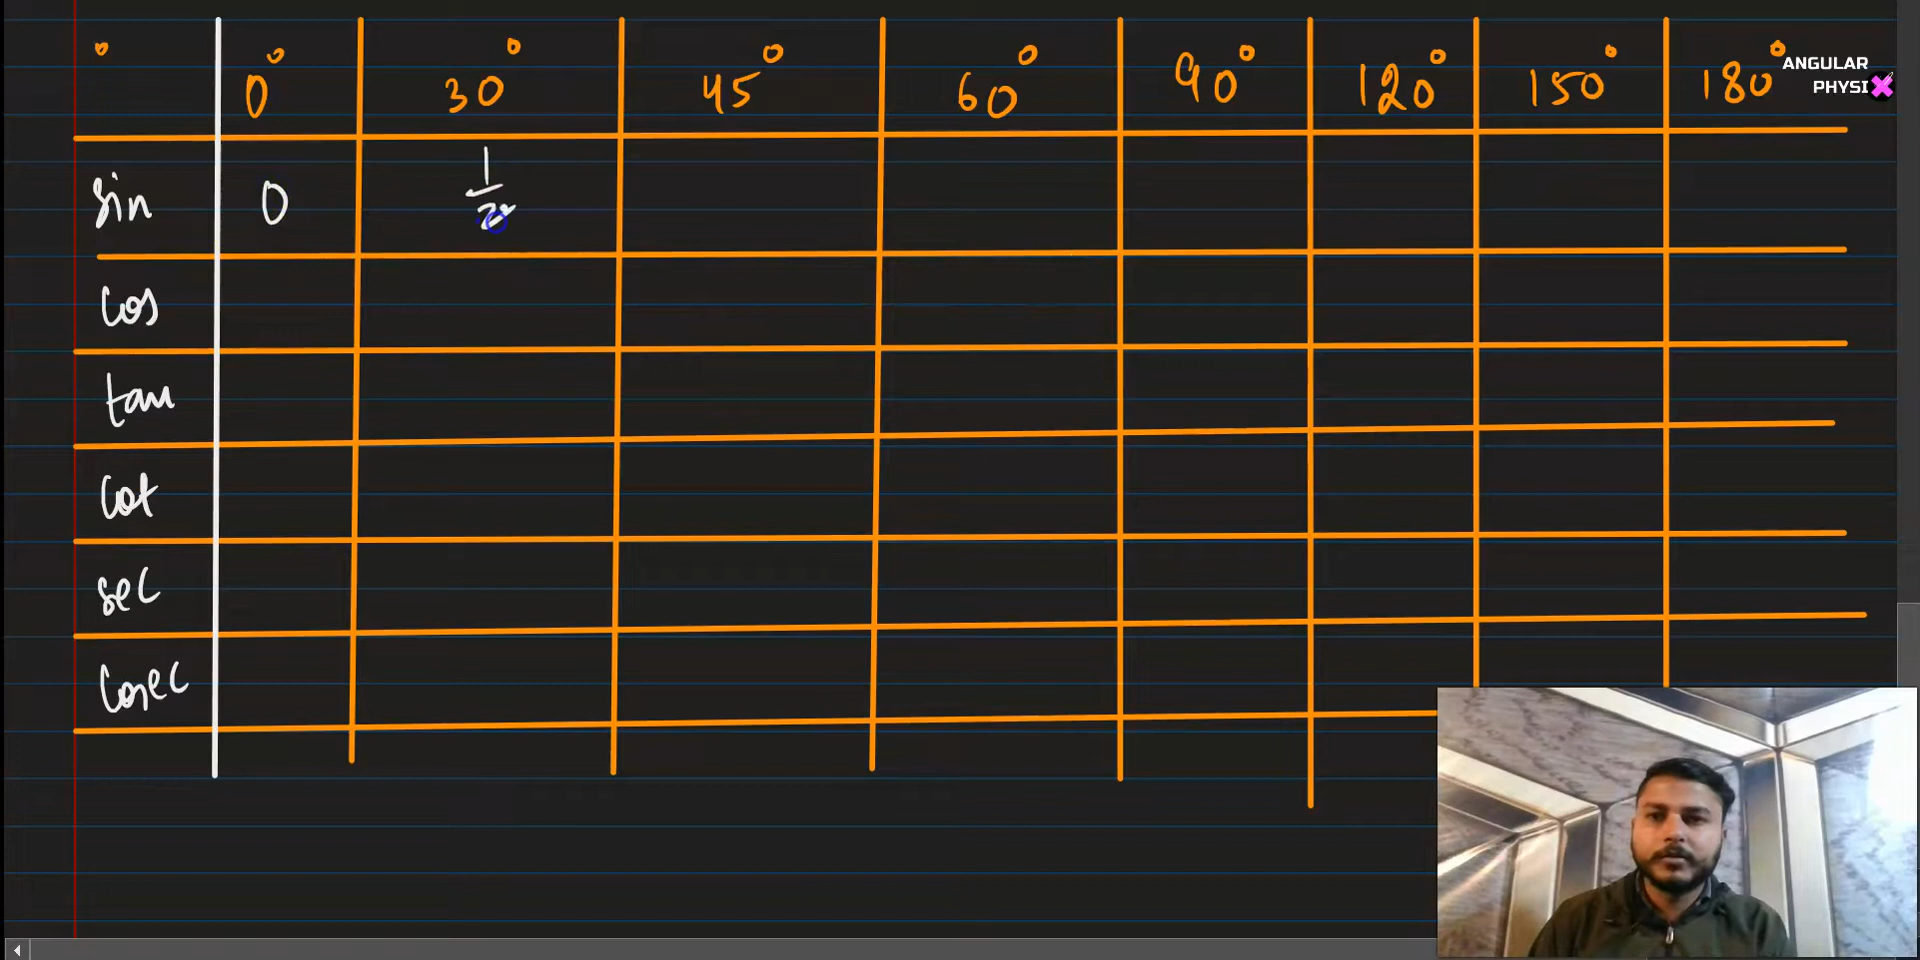 ° 0° 30° 45° 60° 90° 120° 150° 180°
ANGULAR
PHYSI
sin 0 1/2
cos
tan
cot
sec
cosec